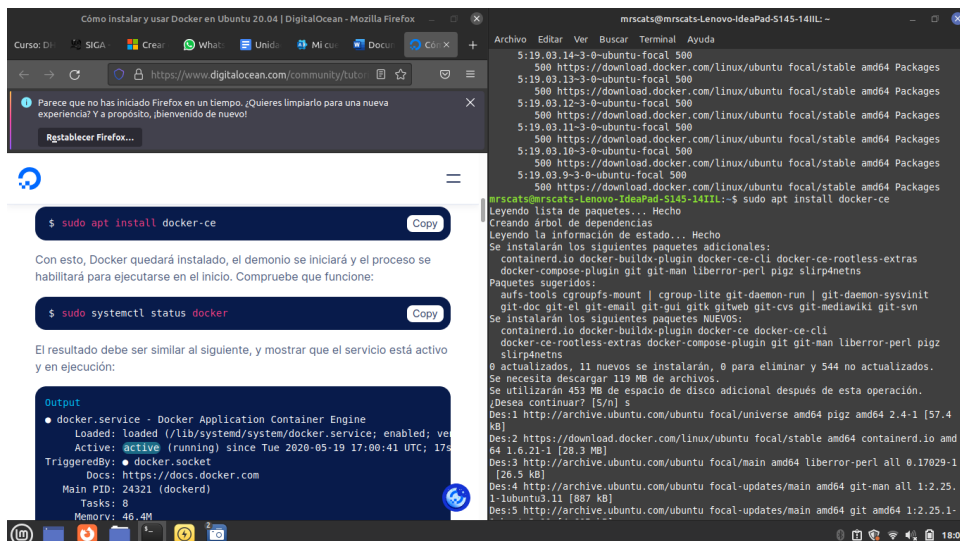 Cómo instalar y usar Docker en Ubuntu 20.04 | DigitalOcean - Mozilla Firefox
Curso: DI
SIGA -
Crear
Whats
Unida
Mi cue
Docum
Cóm
https://www.digitalocean.com/community/tutor
Parece que no has iniciado Firefox en un tiempo. ¿Quieres limpiarlo para una nueva
experiencia? Y a propósito, ¡bienvenido de nuevo!
Restablecer Firefox...
$ sudo apt install docker-ce
Copy
Con esto, Docker quedará instalado, el demonio se iniciará y el proceso se
habilitará para ejecutarse en el inicio. Compruebe que funcione:
$ sudo systemctl status docker
Copy
El resultado debe ser similar al siguiente, y mostrar que el servicio está activo
y en ejecución:
Output
● docker.service - Docker Application Container Engine
Loaded: loaded (/lib/systemd/system/docker.service; enabled; ve
Active: active (running) since Tue 2020-05-19 17:00:41 UTC; 17s
TriggeredBy: ● docker.socket
Docs: https://docs.docker.com
Main PID: 24321 (dockerd)
Tasks: 8
Memory: 46.4M
mrscats@mrscats-Lenovo-IdeaPad-S145-14IIL: ~
Archivo Editar Ver Buscar Terminal Ayuda
5:19.03.14~3-0~ubuntu-focal 500
500 https://download.docker.com/linux/ubuntu focal/stable amd64 Packages
5:19.03.13~3-0~ubuntu-focal 500
500 https://download.docker.com/linux/ubuntu focal/stable amd64 Packages
5:19.03.12~3-0~ubuntu-focal 500
500 https://download.docker.com/linux/ubuntu focal/stable amd64 Packages
5:19.03.11~3-0~ubuntu-focal 500
500 https://download.docker.com/linux/ubuntu focal/stable amd64 Packages
5:19.03.10~3-0~ubuntu-focal 500
500 https://download.docker.com/linux/ubuntu focal/stable amd64 Packages
5:19.03.9~3-0~ubuntu-focal 500
500 https://download.docker.com/linux/ubuntu focal/stable amd64 Packages
mrscats@mrscats-Lenovo-IdeaPad-S145-14IIL:~$ sudo apt install docker-ce
Leyendo lista de paquetes... Hecho
Creando árbol de dependencias
Leyendo la información de estado... Hecho
Se instalarán los siguientes paquetes adicionales:
containerd.io docker-buildx-plugin docker-ce-cli docker-ce-rootless-extras
docker-compose-plugin git git-man liberror-perl pigz slirp4netns
Paquetes sugeridos:
aufs-tools cgroupfs-mount | cgroup-lite git-daemon-run | git-daemon-sysvinit
git-doc git-el git-email git-gui gitk gitweb git-cvs git-mediawiki git-svn
Se instalarán los siguientes paquetes NUEVOS:
containerd.io docker-buildx-plugin docker-ce docker-ce-cli
docker-ce-rootless-extras docker-compose-plugin git git-man liberror-perl pigz
slirp4netns
0 actualizados, 11 nuevos se instalarán, 0 para eliminar y 544 no actualizados.
Se necesita descargar 119 MB de archivos.
Se utilizarán 453 MB de espacio de disco adicional después de esta operación.
¿Desea continuar? [S/n] s
Des:1 http://archive.ubuntu.com/ubuntu focal/universe amd64 pigz amd64 2.4-1 [57.4
kB]
Des:2 https://download.docker.com/linux/ubuntu focal/stable amd64 containerd.io amd
64 1.6.21-1 [28.3 MB]
Des:3 http://archive.ubuntu.com/ubuntu focal/main amd64 liberror-perl all 0.17029-1
[26.5 kB]
Des:4 http://archive.ubuntu.com/ubuntu focal-updates/main amd64 git-man all 1:2.25.
1-1ubuntu3.11 [887 kB]
Des:5 http://archive.ubuntu.com/ubuntu focal-updates/main amd64 git amd64 1:2.25.1-
2
18:0